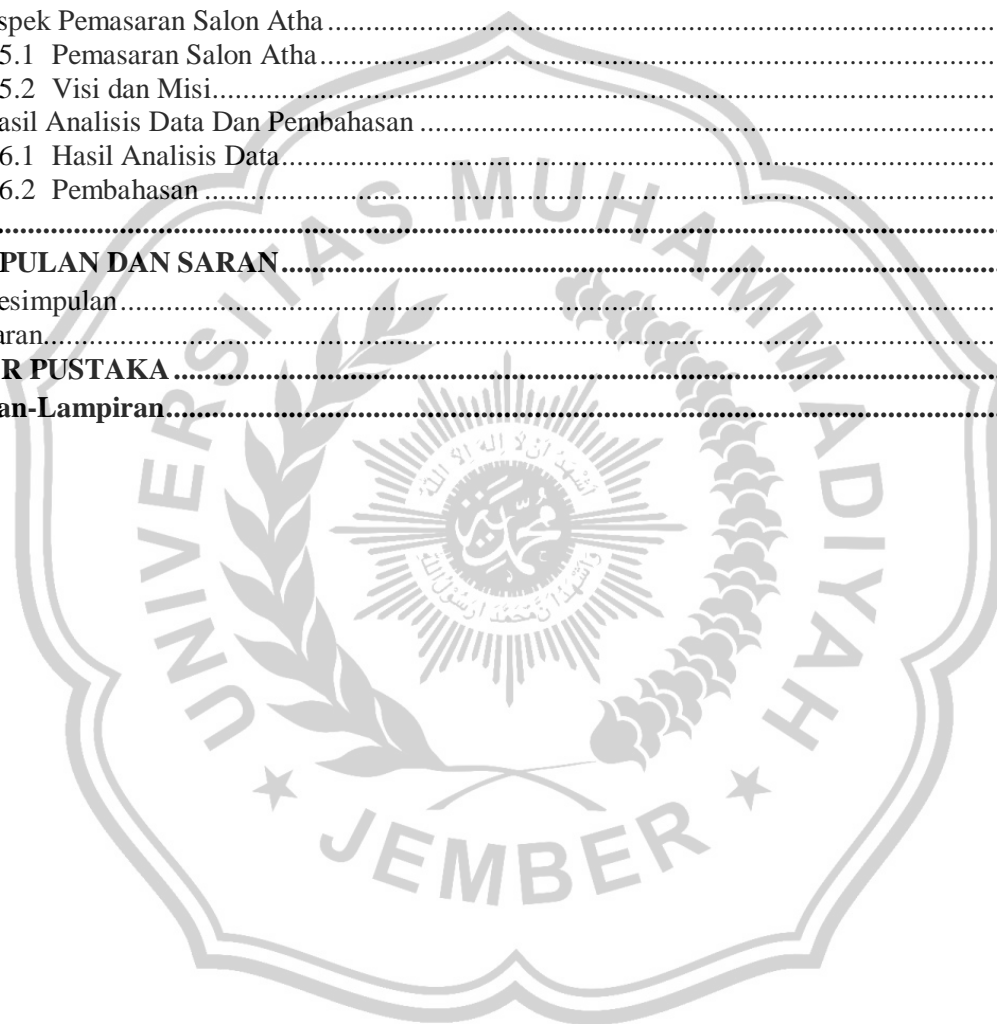 spek Pemasaran Salon Atha
5.1 Pemasaran Salon Atha
5.2 Visi dan Misi
asil Analisis Data Dan Pembahasan
6.1 Hasil Analisis Data
6.2 Pembahasan
PULAN DAN SARAN
esimpulan
aran
R PUSTAKA
an-Lampiran
UNIVERSITAS MUHAMMADIYAH
JEMBER